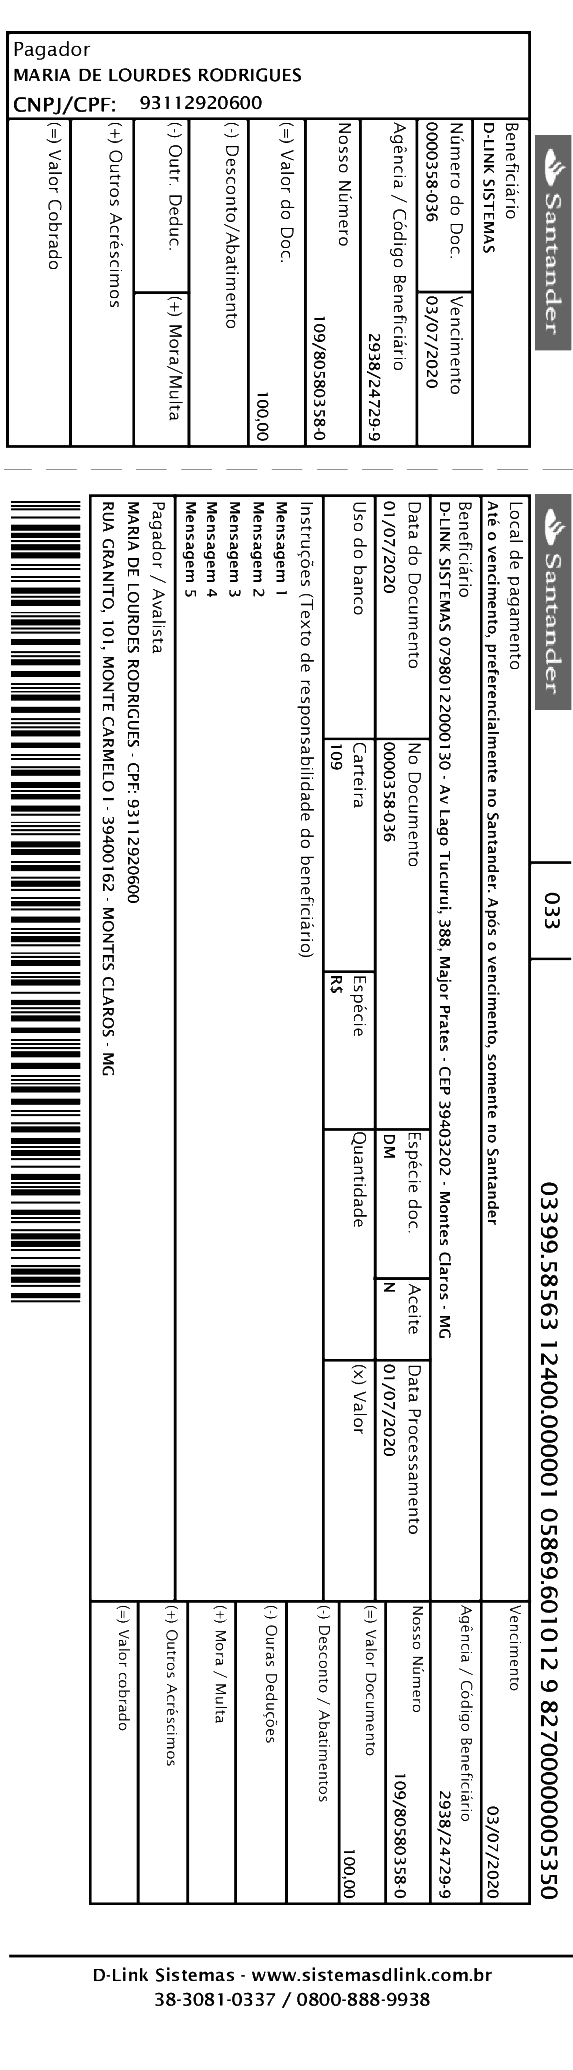 Pagador
MARIA DE LOURDES RODRIGUES
CNPJ/CPF: 93112920600
Santander
Beneficiário
D-LINK SISTEMAS
Número do Doc. Vencimento
0000358-036 03/07/2020
Agência / Código Beneficiário
2938/24729-9
Nosso Número
109/80580358-0
(=) Valor do Doc.
100,00
(-) Desconto/Abatimento
(-) Outr. Deduc. (+) Mora/Multa
(+) Outros Acréscimos
(=) Valor Cobrado
Santander 033 03399.58563 12400.000001 05869.601012 9 82700000005350
Local de pagamento
Até o vencimento, preferencialmente no Santander. Após o vencimento, somente no Santander
Vencimento
03/07/2020
Beneficiário
D-LINK SISTEMAS 07980122000130 - Av Lago Tucurui, 388, Major Prates - CEP 39403202 - Montes Claros - MG
Agência / Código Beneficiário
2938/24729-9
Data do Documento No Documento Espécie doc. Aceite Data Processamento
01/07/2020 0000358-036 DM N 01/07/2020
Nosso Número
109/80580358-0
Uso do banco Carteira Espécie Quantidade (x) Valor
109 R$
(=) Valor Documento
100,00
Instruções (Texto de responsabilidade do beneficiário)
Mensagem 1
Mensagem 2
Mensagem 3
Mensagem 4
Mensagem 5
(-) Desconto / Abatimentos
(-) Ouras Deduções
(+) Mora / Multa
(+) Outros Acréscimos
(=) Valor cobrado
Pagador / Avalista
MARIA DE LOURDES RODRIGUES - CPF: 93112920600
RUA GRANITO, 101, MONTE CARMELO I - 39400162 - MONTES CLAROS - MG
D-Link Sistemas - www.sistemasdlink.com.br
38-3081-0337 / 0800-888-9938